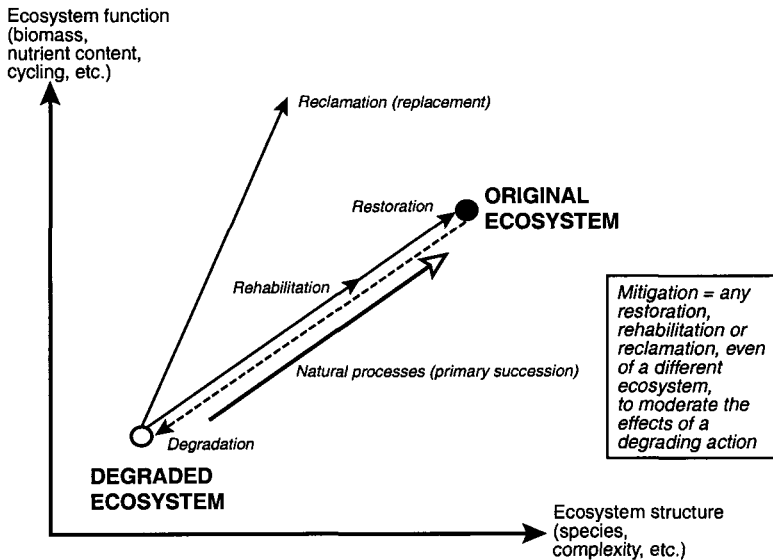 Ecosystem function
(biomass,
nutrient content,
cycling, etc.)
Reclamation (replacement)
Restoration
ORIGINAL
ECOSYSTEM
Rehabilitation
Mitigation = any
restoration,
rehabilitation or
reclamation, even
of a different
ecosystem,
to moderate the
effects of a
degrading action
Natural processes (primary succession)
Degradation
DEGRADED
ECOSYSTEM
Ecosystem structure
(species,
complexity, etc.)